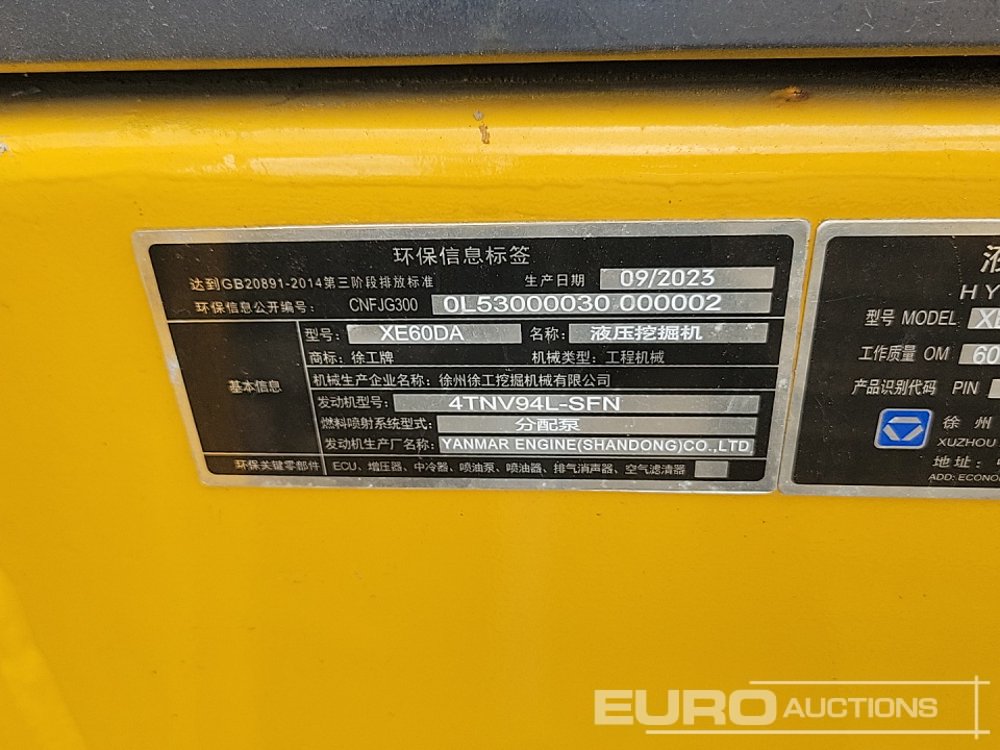 环保信息标签
达到GB20891-2014第三阶段排放标准 生产日期 09/2023
环保信息公开编号: CNFJG300 0L53000030 000002
基本信息
型号: XE60DA 名称: 液压挖掘机
商标: 徐工牌 机械类型: 工程机械
机械生产企业名称: 徐州徐工挖掘机械有限公司
发动机型号: 4TNV94L-SFN
燃料喷射系统型式: 分配泵
发动机生产厂名称: YANMAR ENGINE(SHANDONG)CO.,LTD
环保关键零部件 ECU、增压器、中冷器、喷油泵、喷油器、排气消声器、空气滤清器
HY
型号 MODEL XE
工作质量 OM 60
产品识别代码 PIN
徐 州
XUZHOU
地址:
ADD: ECONO
EURO AUCTIONS